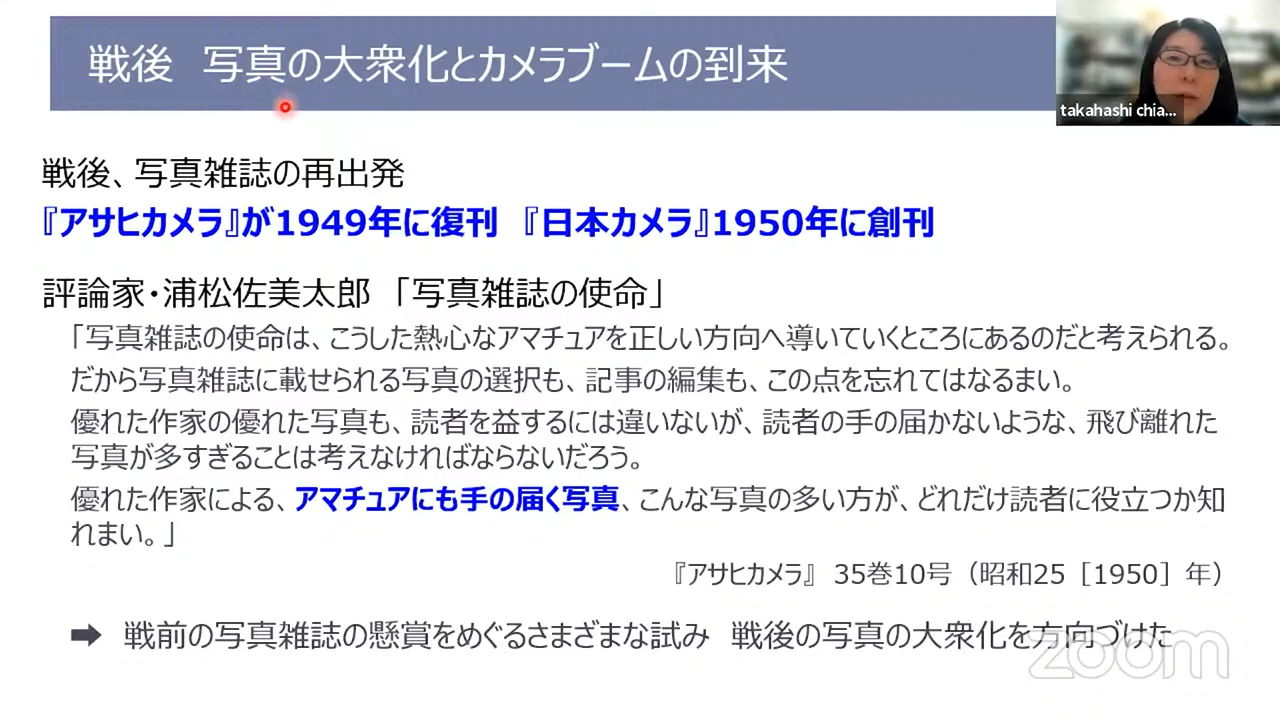 戦後　写真の大衆化とカメラブームの到来
takahashi chia...
戦後、写真雑誌の再出発
『アサヒカメラ』が1949年に復刊　『日本カメラ』1950年に創刊
評論家・浦松佐美太郎　「写真雑誌の使命」
「写真雑誌の使命は、こうした熱心なアマチュアを正しい方向へ導いていくところにあるのだと考えられる。
だから写真雑誌に載せられる写真の選択も、記事の編集も、この点を忘れてはなるまい。
優れた作家の優れた写真も、読者を益するには違いないが、読者の手の届かないような、飛び離れた
写真が多すぎることは考えなければならないだろう。
優れた作家による、アマチュアにも手の届く写真、こんな写真の多い方が、どれだけ読者に役立つか知
れまい。」
『アサヒカメラ』 35巻10号（昭和25［1950］年）
➡ 戦前の写真雑誌の懸賞をめぐるさまざまな試み　戦後の写真の大衆化を方向づけた
zoom